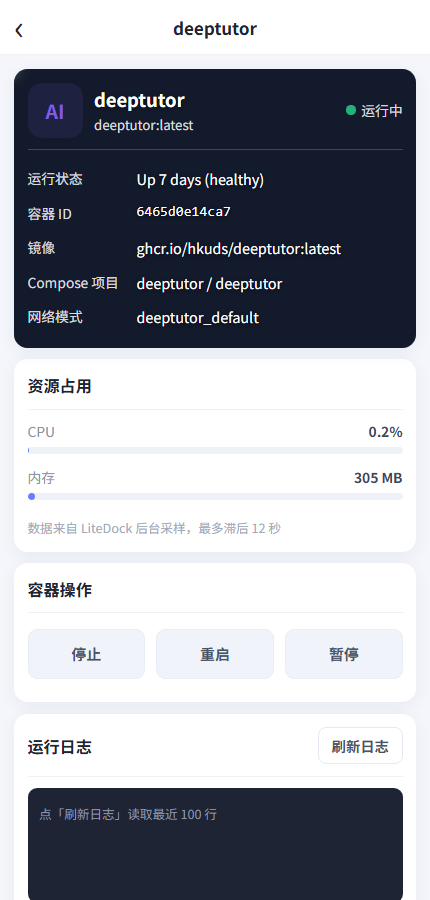 deeptutor
AI
deeptutor
deeptutor:latest
运行中
运行状态 Up 7 days (healthy)
容器 ID 6465d0e14ca7
镜像 ghcr.io/hkuds/deeptutor:latest
Compose 项目 deeptutor / deeptutor
网络模式 deeptutor_default
资源占用
CPU 0.2%
内存 305 MB
数据来自 LiteDock 后台采样，最多滞后 12 秒
容器操作
停止 重启 暂停
运行日志 刷新日志
点「刷新日志」读取最近 100 行